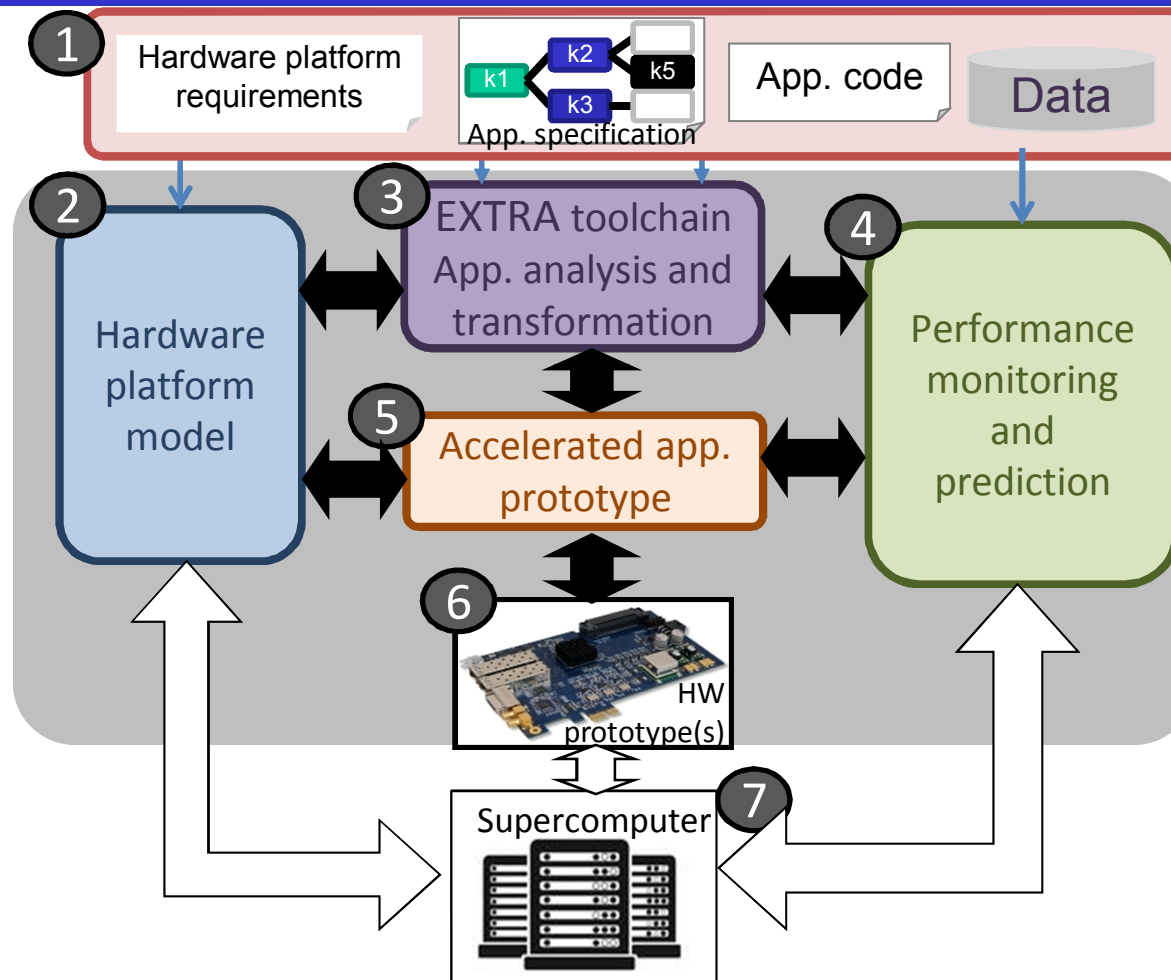 1
Hardware platform
requirements
k1
k2
k3
k5
App. specification
App. code
Data
2
Hardware
platform
model
3
EXTRA toolchain
App. analysis and
transformation
4
Performance
monitoring
and
prediction
5
Accelerated app.
prototype
6
HW
prototype(s)
7
Supercomputer